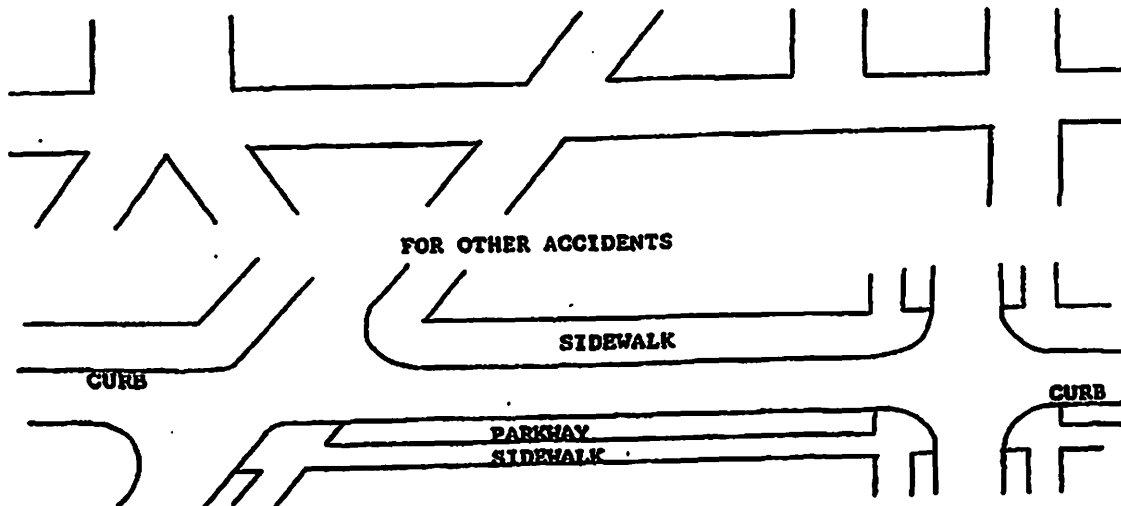 FOR OTHER ACCIDENTS
SIDEWALK
CURB
CURB
PARKWAY
SIDEWALK